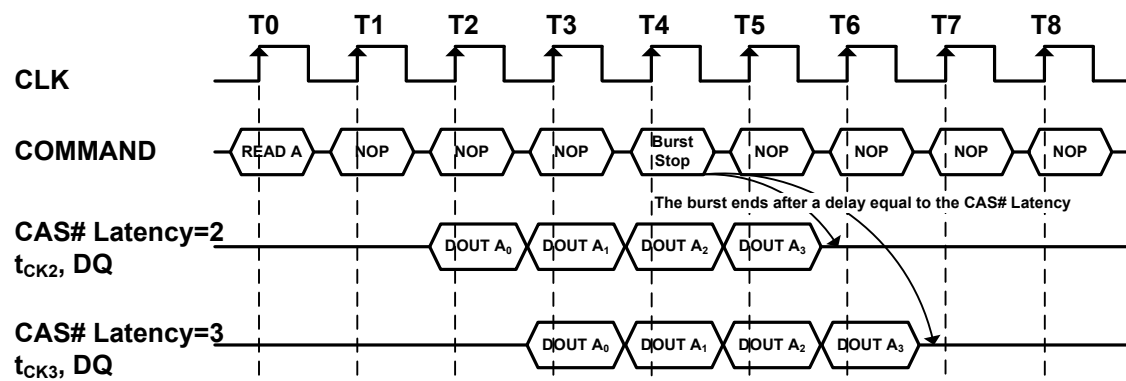 T0 T1 T2 T3 T4 T5 T6 T7 T8
CLK
COMMAND READ A NOP NOP NOP Burst Stop NOP NOP NOP NOP
The burst ends after a delay equal to the CAS# Latency
CAS# Latency=2
tCK2, DQ
DOUT A0 DOUT A1 DOUT A2 DOUT A3
CAS# Latency=3
tCK3, DQ
DOUT A0 DOUT A1 DOUT A2 DOUT A3